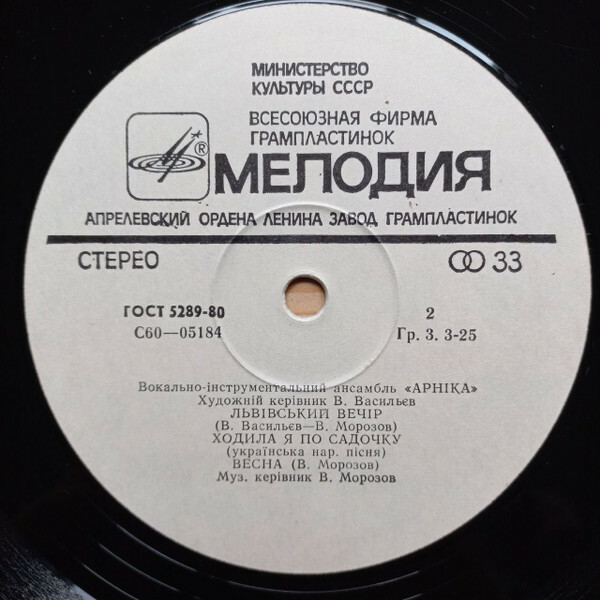 МИНИСТЕРСТВО
КУЛЬТУРЫ СССР
ВСЕСОЮЗНАЯ ФИРМА
ГРАМПЛАСТИНОК
®
МЕЛОДИЯ
АПРЕЛЕВСКИЙ ОРДЕНА ЛЕНИНА ЗАВОД ГРАМПЛАСТИНОК
СТЕРЕО 33
ГОСТ 5289-80 2
С60—05184 Гр. 3. 3-25
Вокально-інструментальний ансамбль «АРНІКА»
Художній керівник В. Васильєв
ЛЬВІВСЬКИЙ ВЕЧІР
(В. Васильєв—В. Морозов)
ХОДИЛА Я ПО САДОЧКУ
(українська нар. пісня)
ВЕСНА (В. Морозов)
Муз. керівник В. Морозов